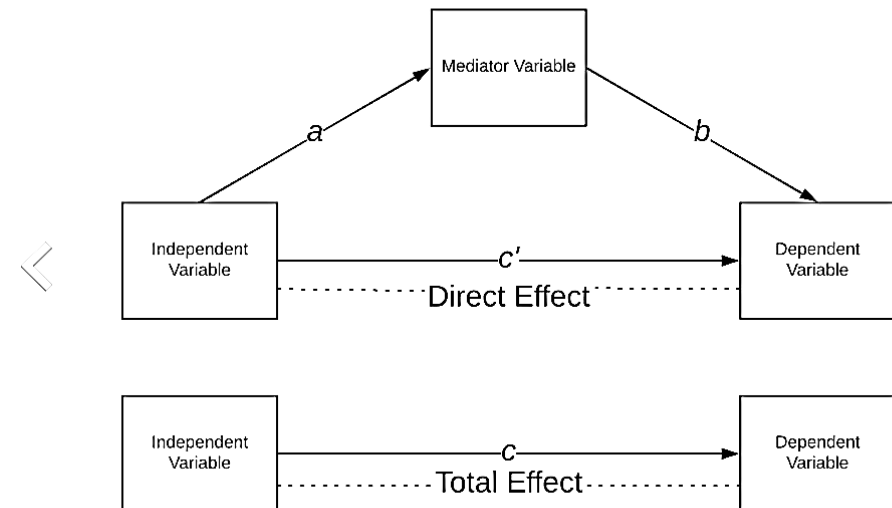 Mediator Variable
a
b
Independent
Variable
c'
Dependent
Variable
Direct Effect
Independent
Variable
c
Dependent
Variable
Total Effect